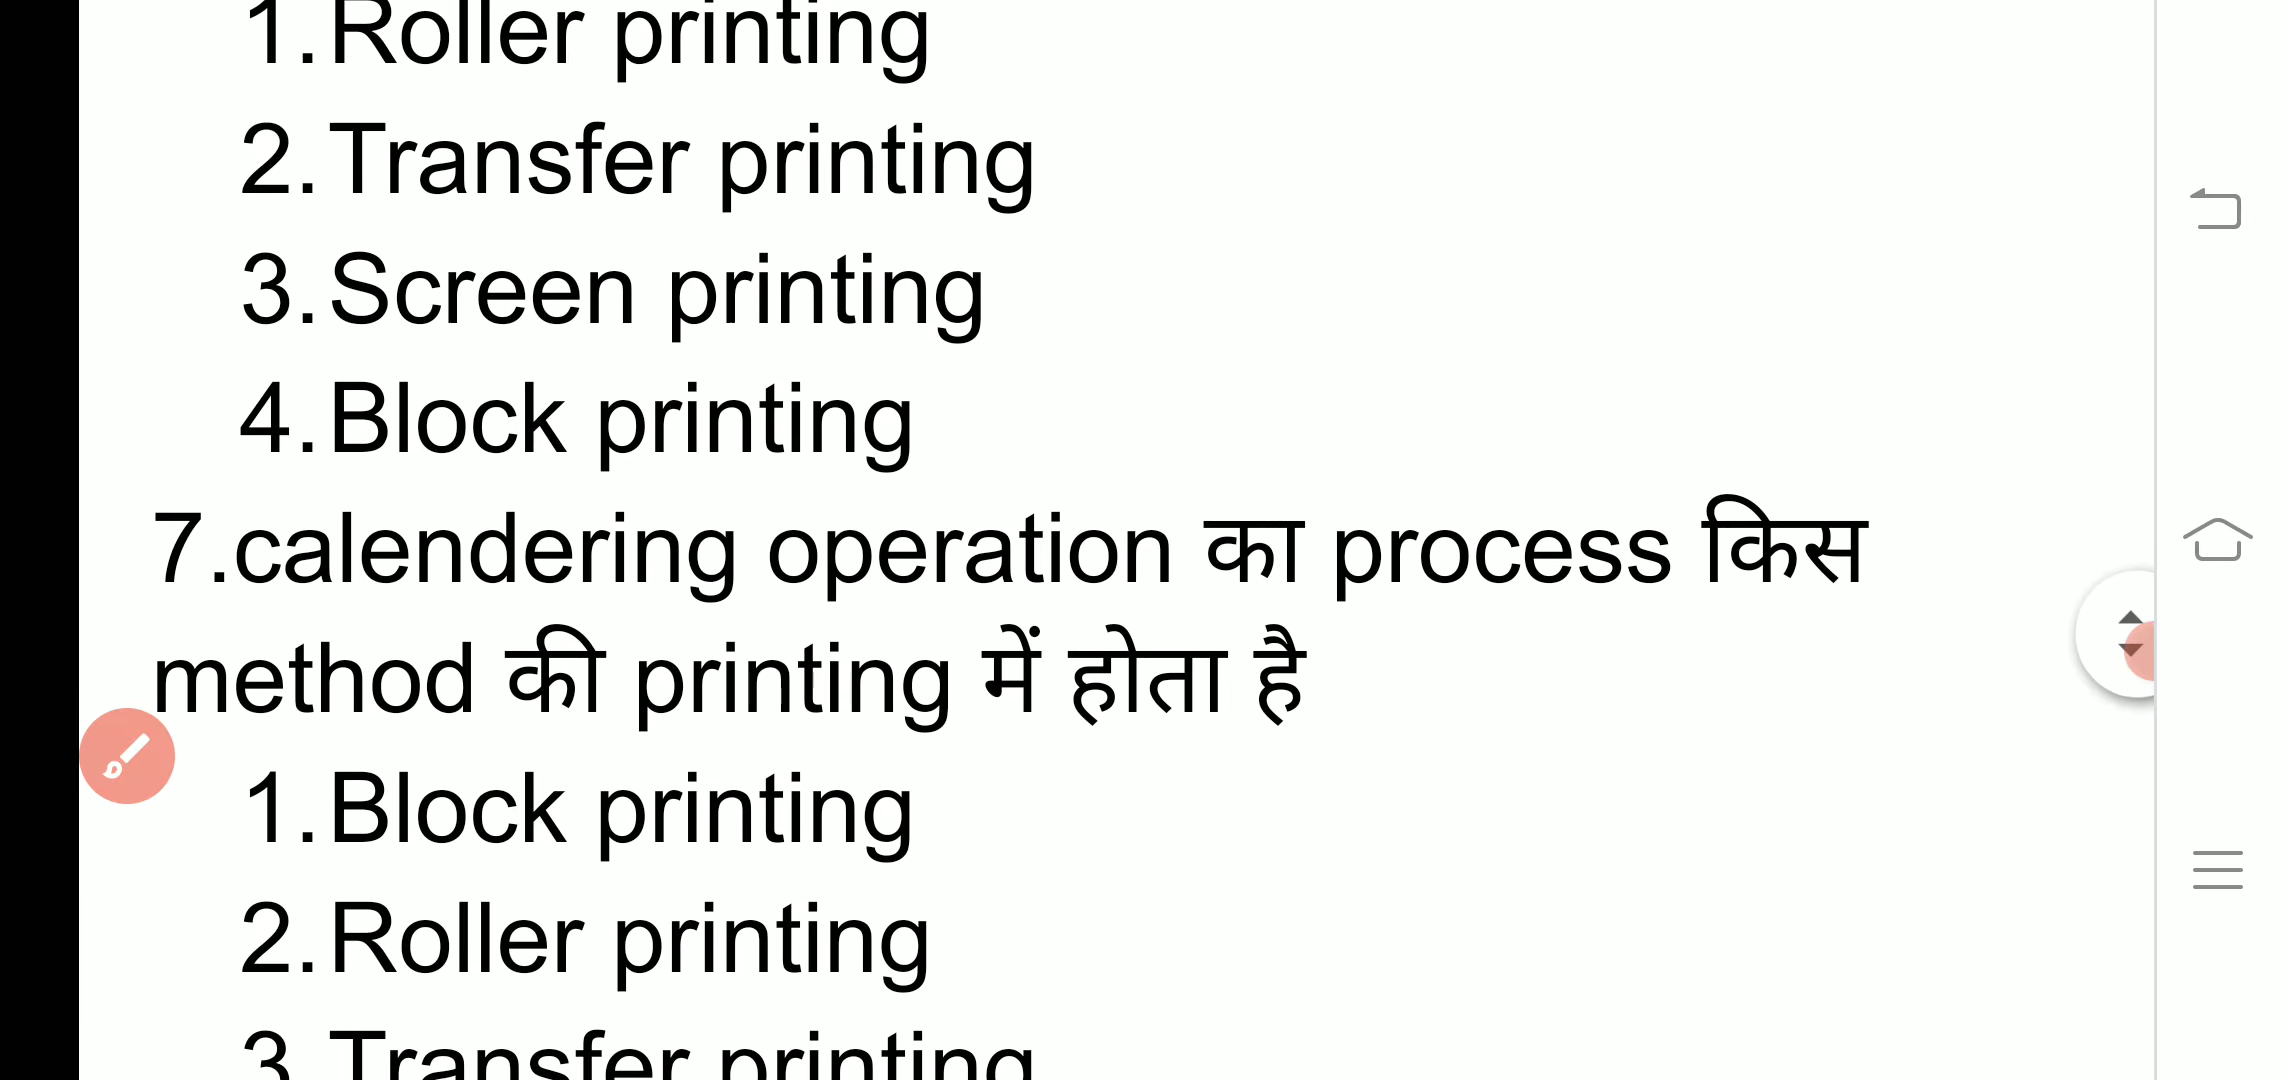 1.Roller printing
2.Transfer printing
3.Screen printing
4.Block printing
7.calendering operation का process किस
method की printing में होता है
1.Block printing
2.Roller printing
3.Transfer printing